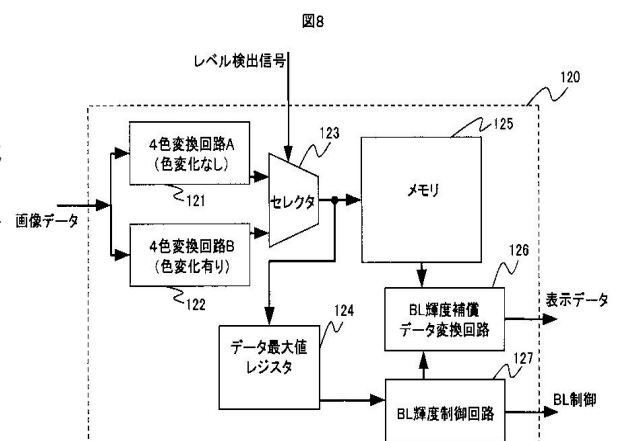 図8
レベル検出信号
120
4色変換回路A
(色変化なし)
121
123
セレクタ
125
メモリ
画像データ
4色変換回路B
(色変化有り)
122
126
BL輝度補償
データ変換回路
表示データ
124
データ最大値
レジスタ
127
BL輝度制御回路
BL制御